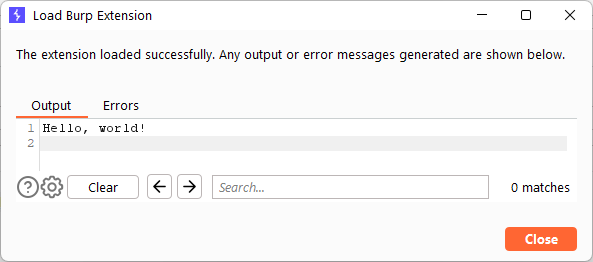 Load Burp Extension
The extension loaded successfully. Any output or error messages generated are shown below.
Output Errors
1 Hello, world!
2
Clear Search... 0 matches
Close